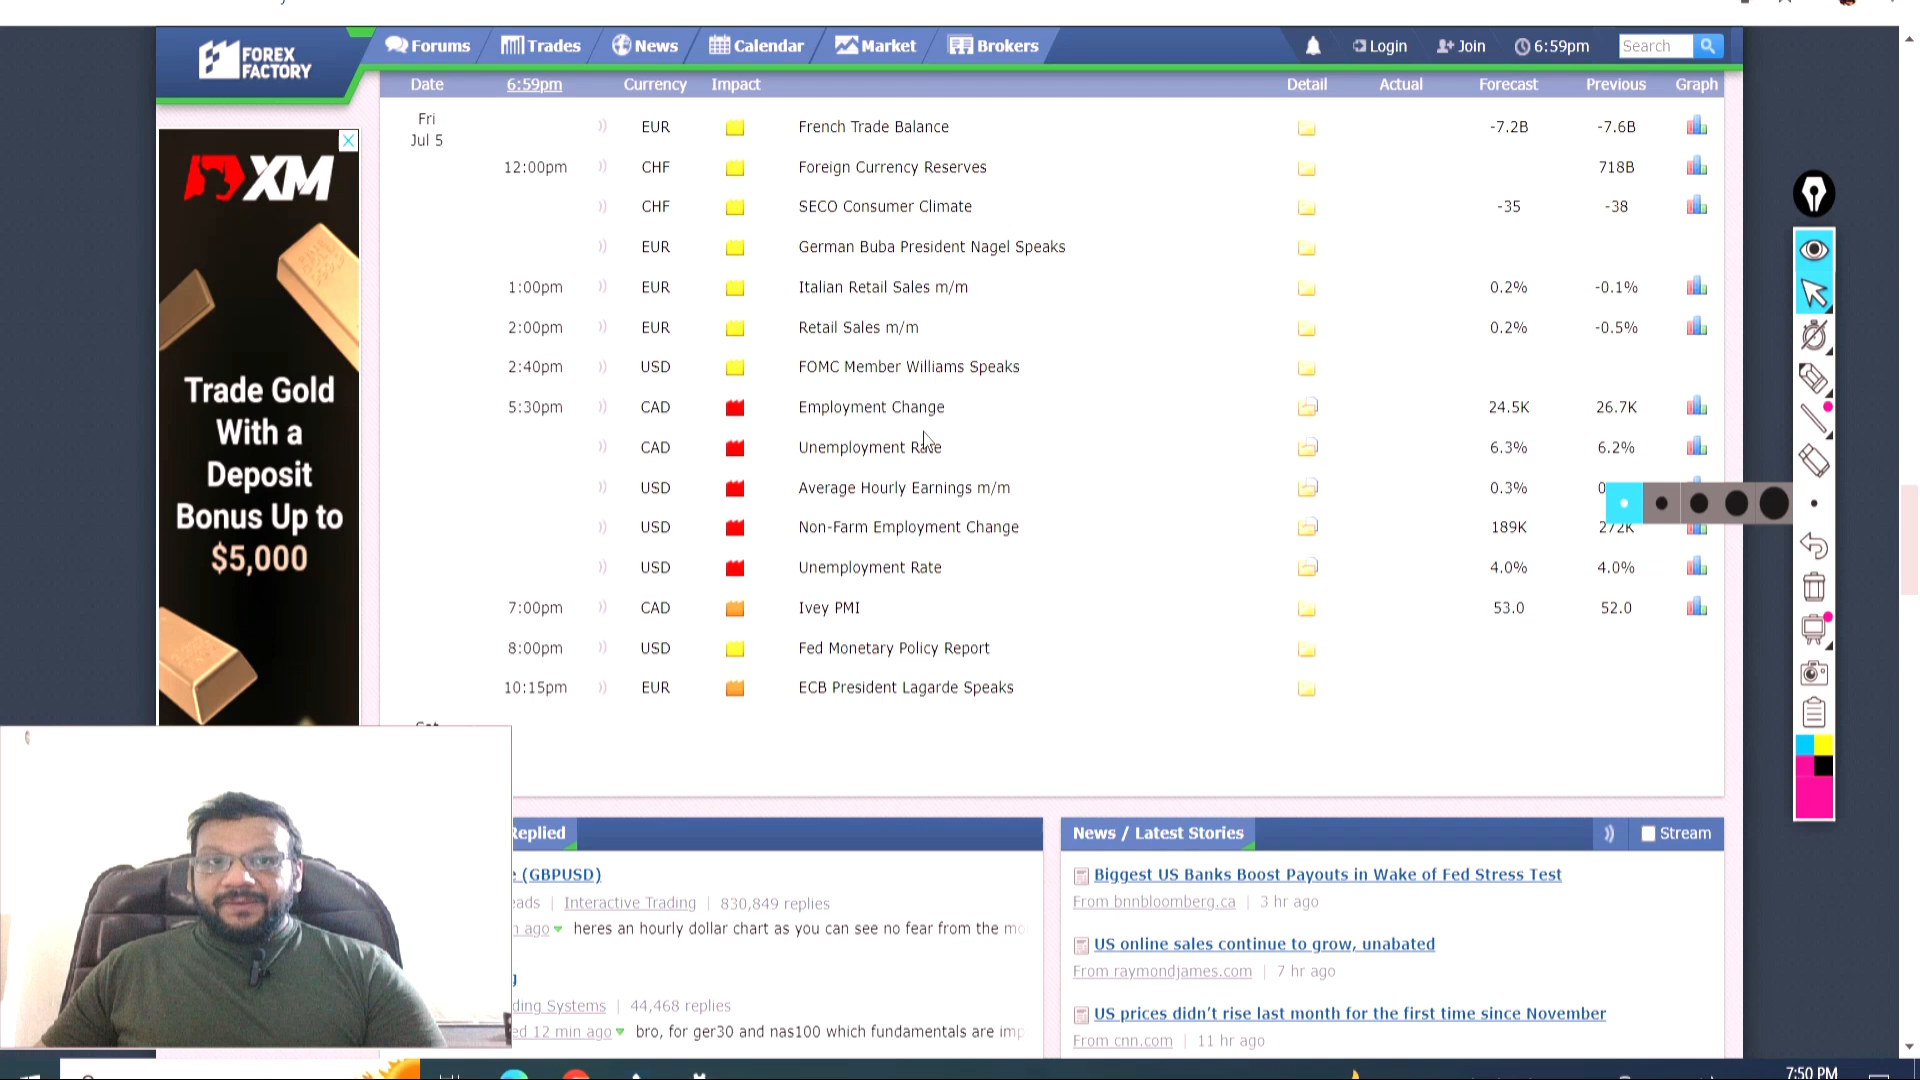 FOREX
FACTORY
Forums
Trades
News
Calendar
Market
Brokers
Login
Join
6:59pm
Search
Date 6:59pm Currency Impact Detail Actual Forecast Previous Graph
Fri
Jul 5
EUR French Trade Balance -7.2B -7.6B
12:00pm CHF Foreign Currency Reserves 718B
CHF SECO Consumer Climate -35 -38
EUR German Buba President Nagel Speaks
1:00pm EUR Italian Retail Sales m/m 0.2% -0.1%
2:00pm EUR Retail Sales m/m 0.2% -0.5%
2:40pm USD FOMC Member Williams Speaks
5:30pm CAD Employment Change 24.5K 26.7K
CAD Unemployment Rate 6.3% 6.2%
USD Average Hourly Earnings m/m 0.3%
USD Non-Farm Employment Change 189K 272K
USD Unemployment Rate 4.0% 4.0%
7:00pm CAD Ivey PMI 53.0 52.0
8:00pm USD Fed Monetary Policy Report
10:15pm EUR ECB President Lagarde Speaks
XM
Trade Gold
With a
Deposit
Bonus Up to
$5,000
Replied
(GBPUSD)
Interactive Trading | 830,849 replies
ago heres an hourly dollar chart as you can see no fear from the
Systems | 44,468 replies
12 min ago bro, for ger30 and nas100 which fundamentals are
News / Latest Stories
Stream
Biggest US Banks Boost Payouts in Wake of Fed Stress Test
From bnnbloomberg.ca | 3 hr ago
US online sales continue to grow, unabated
From raymondjames.com | 7 hr ago
US prices didn't rise last month for the first time since November
From cnn.com | 11 hr ago
7:50 PM